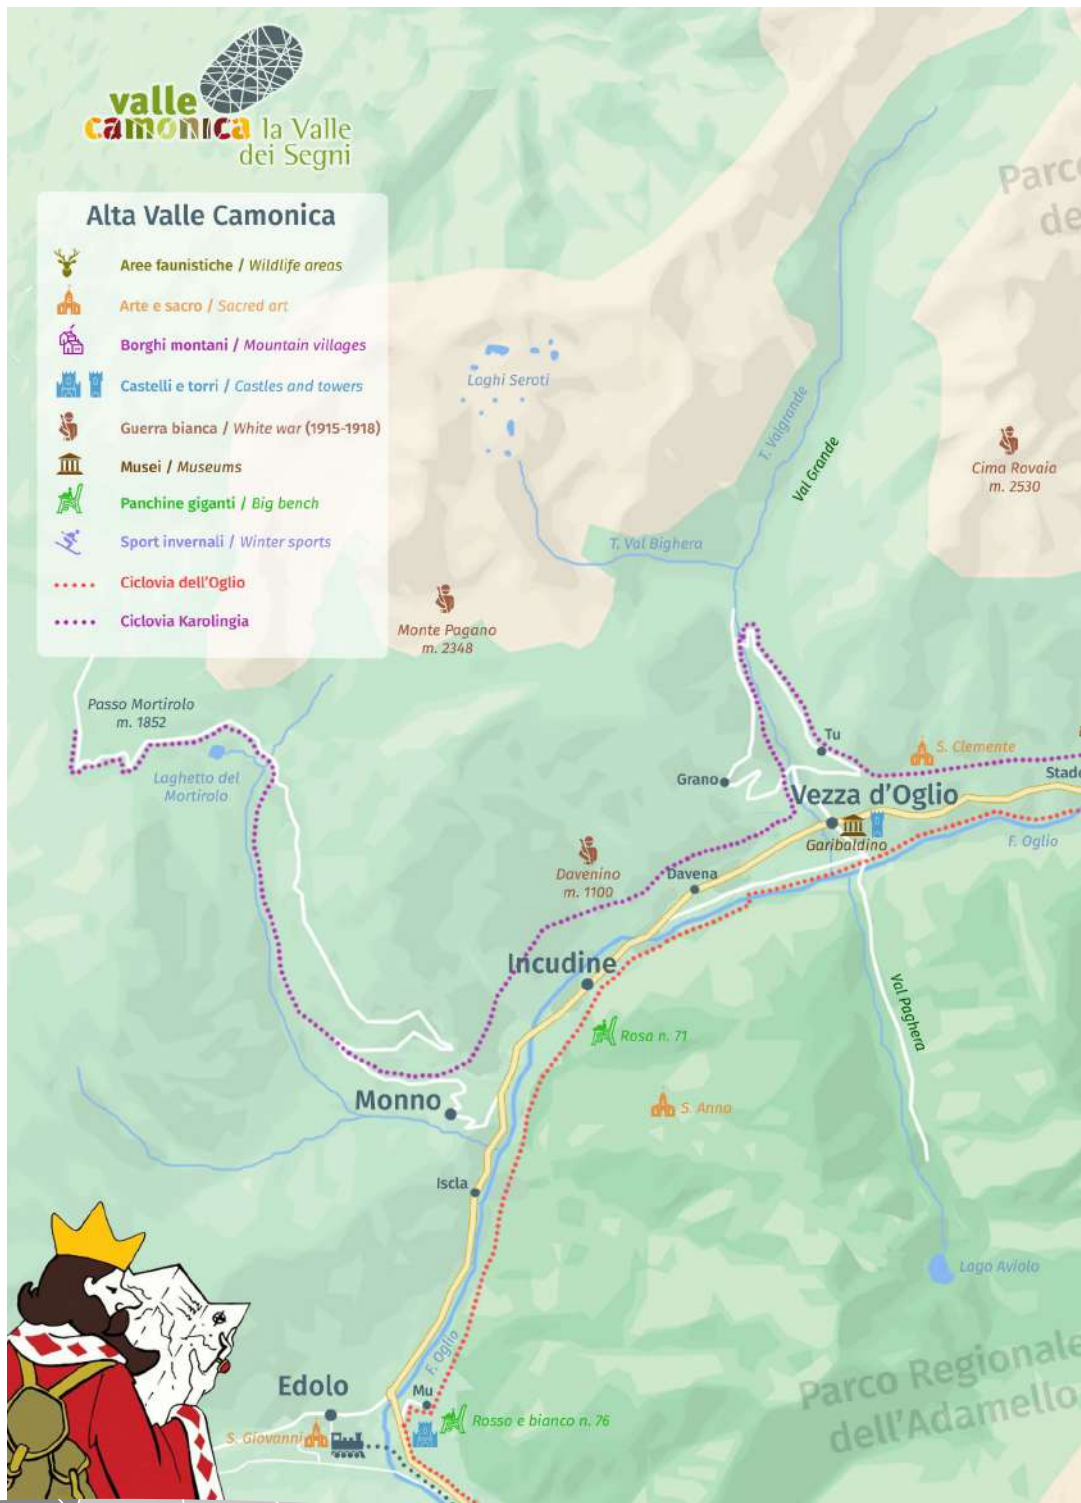 valle
camonica la Valle
dei Segni
Alta Valle Camonica
Aree faunistiche / Wildlife areas
Arte e sacro / Sacred art
Borghi montani / Mountain villages
Castelli e torri / Castles and towers
Guerra bianca / White war (1915-1918)
Musei / Museums
Panchine giganti / Big bench
Sport invernali / Winter sports
Ciclovia dell'Oglio
Ciclovia Karolingia
Parco
Laghi Seroti
T. Valgrande
Val Grande
Cima Rovaia
m. 2530
T. Val Bighera
Monte Pagano
m. 2348
Passo Mortirolo
m. 1852
Laghetto del
Mortirolo
Tu
S. Clemente
Grano
Vezza d'Oglio
Garibaldino
F. Oglio
Davenino
m. 1100
Davena
Incudine
Val Paghera
Rosa n. 71
S. Anna
Monno
Iscla
Lago Aviolo
F. Oglio
Parco Regionale
dell'Adamello
Edolo
Mu
Rosso e bianco n. 76
S. Giovanni